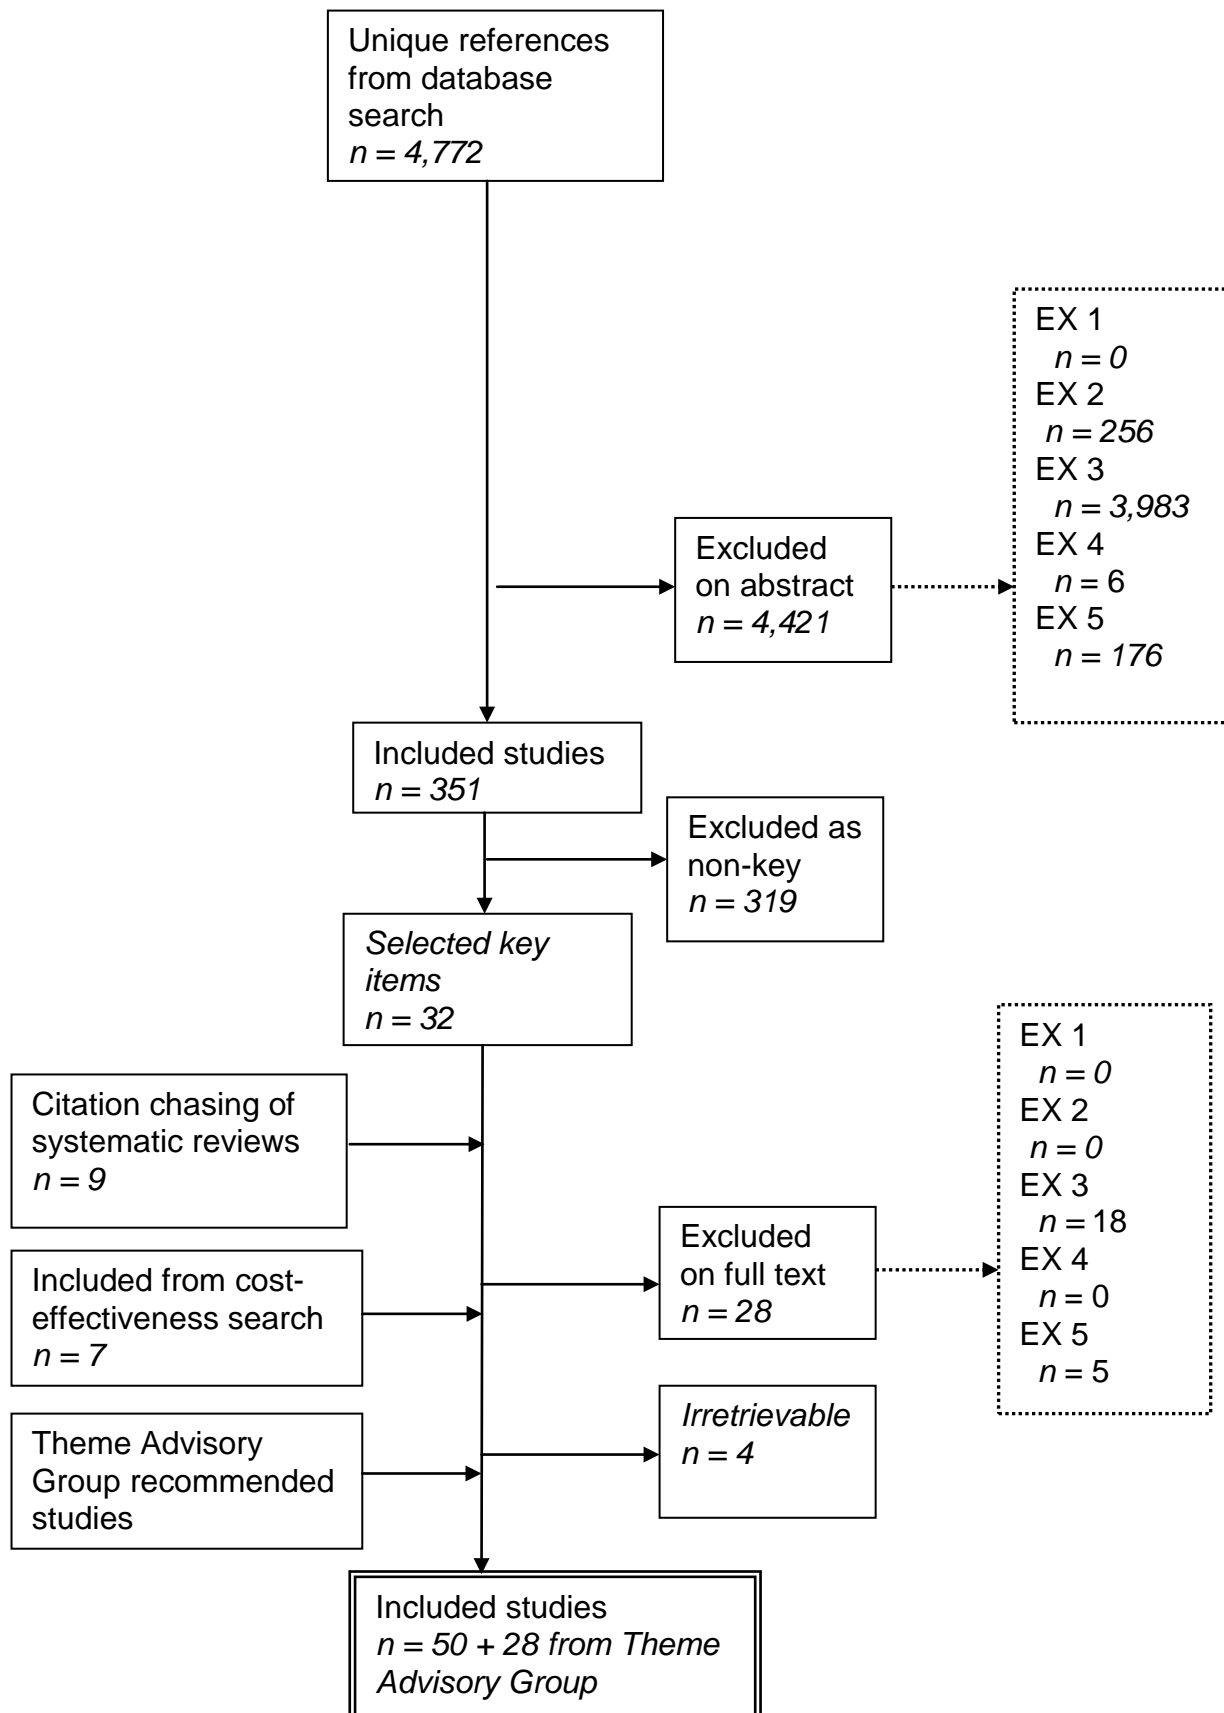 Unique references
from database
search
n = 4,772
EX 1
n = 0
EX 2
n = 256
EX 3
n = 3,983
EX 4
n = 6
EX 5
n = 176
Excluded
on abstract
n = 4,421
Included studies
n = 351
Excluded as
non-key
n = 319
Selected key
items
n = 32
EX 1
n = 0
EX 2
n = 0
EX 3
n = 18
EX 4
n = 0
EX 5
n = 5
Citation chasing of
systematic reviews
n = 9
Excluded
on full text
n = 28
Included from cost-
effectiveness search
n = 7
Irretrievable
n = 4
Theme Advisory
Group recommended
studies
Included studies
n = 50 + 28 from Theme
Advisory Group